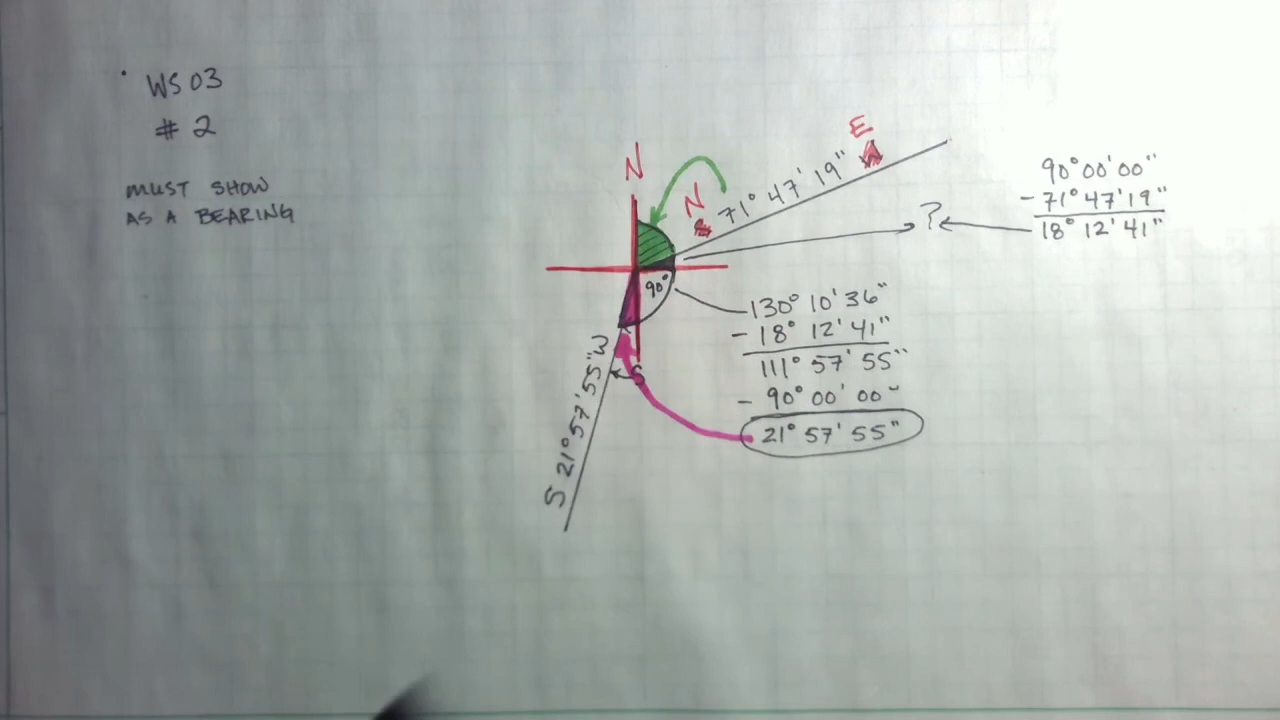 WS 03
# 2
MUST SHOW
AS A BEARING
N
N 71° 47' 19" E
?
90° 00' 00"
- 71° 47' 19"
18° 12' 41"
90°
130° 10' 36"
- 18° 12' 41"
111° 57' 55"
- 90° 00' 00"
21° 57' 55"
S
S 21° 57' 55" W